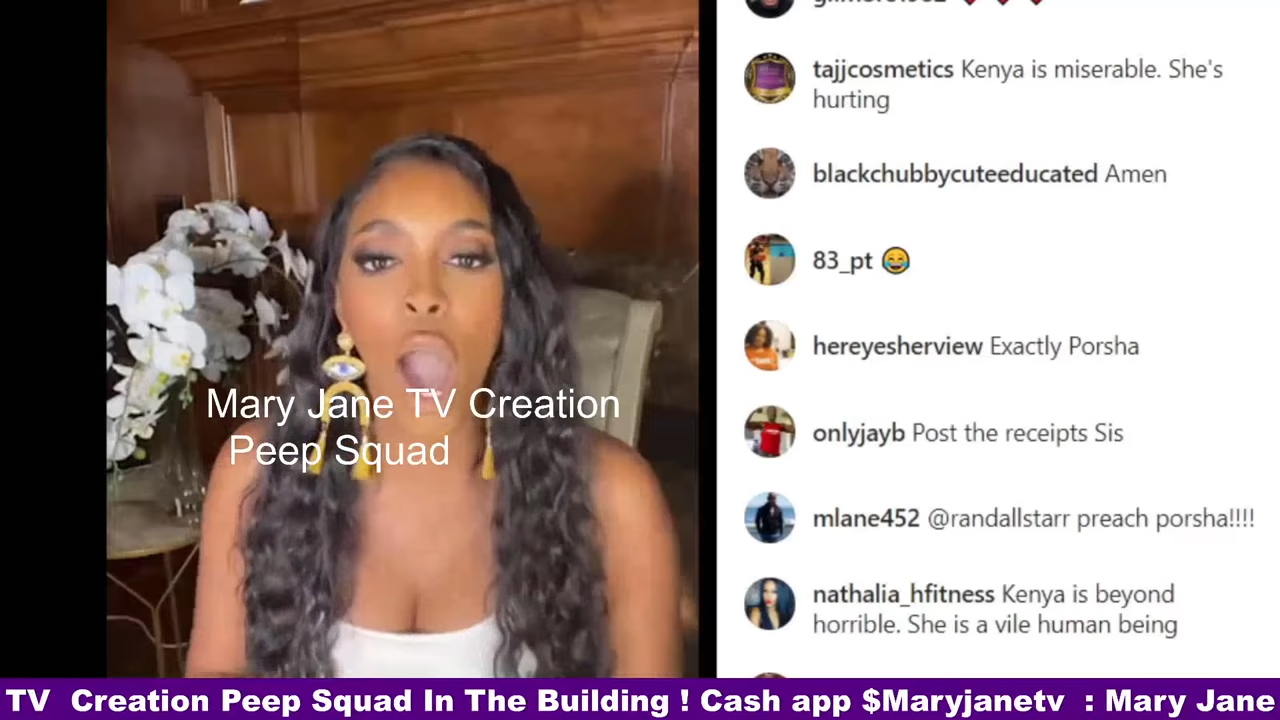 Mary Jane TV Creation
Peep Squad
tajjcosmetics Kenya is miserable. She's
hurting
blackchubbycuteeducated Amen
83_pt 😂
hereyesherview Exactly Porsha
onlyjayb Post the receipts Sis
mlane452 @randallstarr preach porsha!!!!
nathalia_hfitness Kenya is beyond
horrible. She is a vile human being
TV Creation Peep Squad In The Building ! Cash app $Maryjanetv : Mary Jane